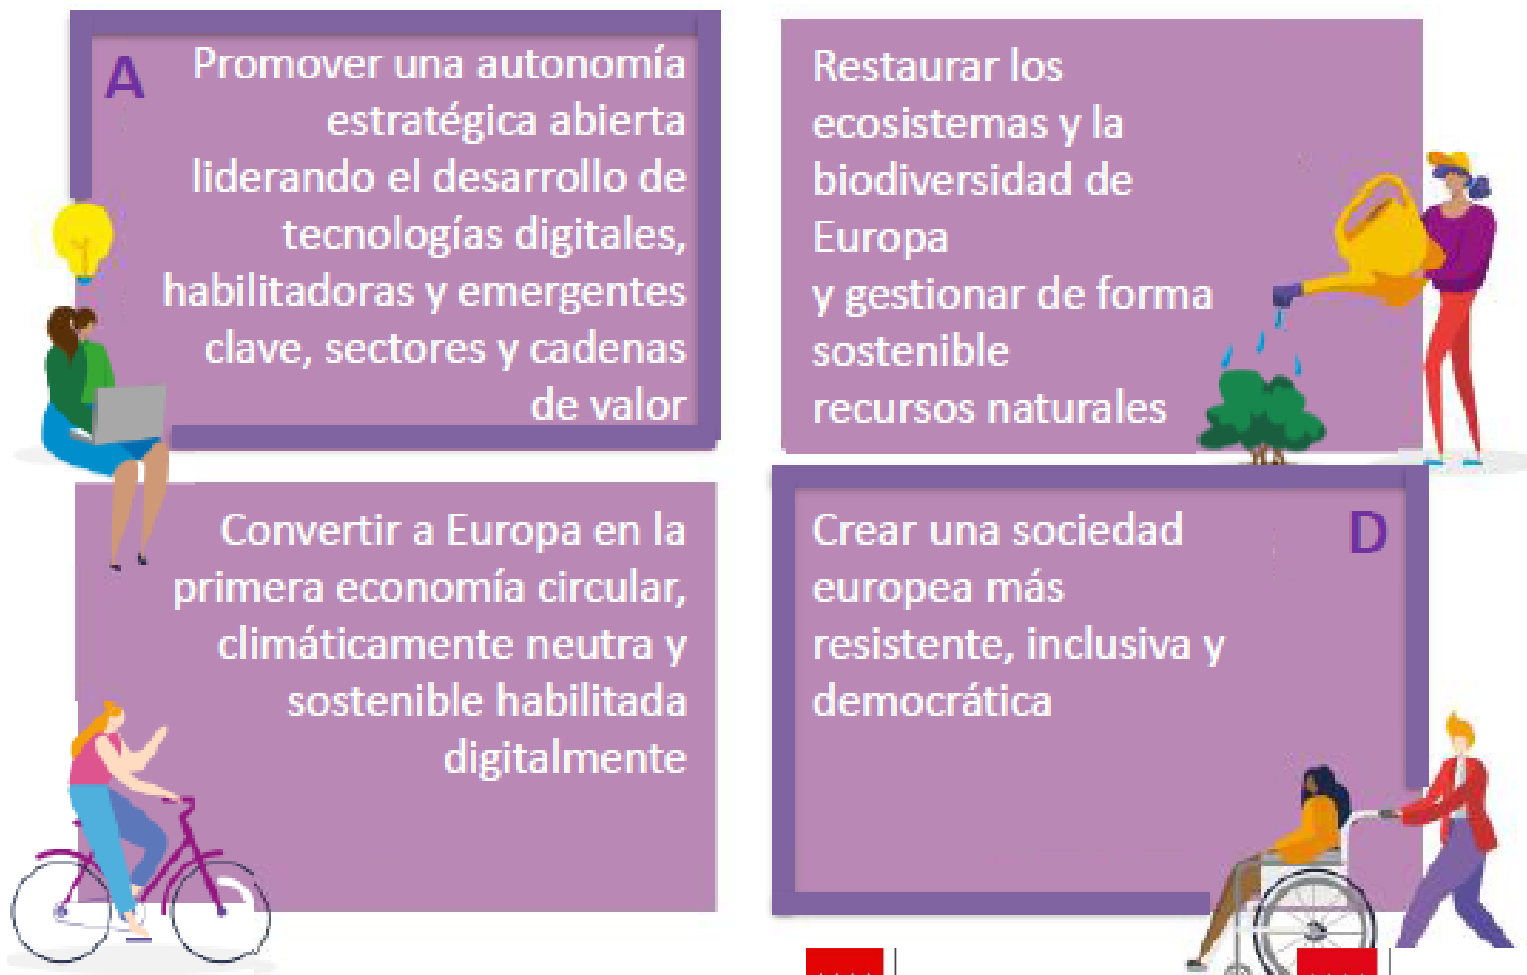 A
Promover una autonomía
estratégica abierta
liderando el desarrollo de
tecnologías digitales,
habilitadoras y emergentes
clave, sectores y cadenas
de valor
Restaurar los
ecosistemas y la
biodiversidad de
Europa
y gestionar de forma
sostenible
recursos naturales
Convertir a Europa en la
primera economía circular,
climáticamente neutra y
sostenible habilitada
digitalmente
D
Crear una sociedad
europea más
resistente, inclusiva y
democrática